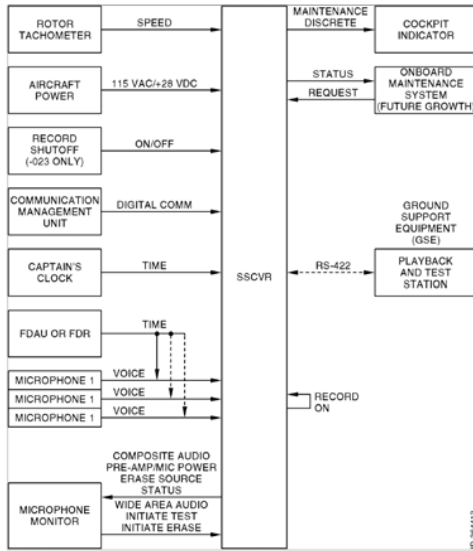 ROTOR
TACHOMETER
SPEED
MAINTENANCE
DISCRETE
COCKPIT
INDICATOR
AIRCRAFT
POWER
115 VAC/+28 VDC
STATUS
REQUEST
ONBOARD
MAINTENANCE
SYSTEM
(FUTURE GROWTH)
RECORD
SHUTOFF
(-023 ONLY)
ON/OFF
COMMUNICATION
MANAGEMENT
UNIT
DIGITAL COMM
GROUND
SUPPORT
EQUIPMENT
(GSE)
CAPTAIN'S
CLOCK
TIME
SSCVR
RS-422
PLAYBACK
AND TEST
STATION
FDAU OR FDR
TIME
MICROPHONE 1
VOICE
MICROPHONE 1
VOICE
MICROPHONE 1
VOICE
RECORD
ON
COMPOSITE AUDIO
PRE-AMP/MIC POWER
ERASE SOURCE
STATUS
MICROPHONE
MONITOR
WIDE AREA AUDIO
INITIATE TEST
INITIATE ERASE